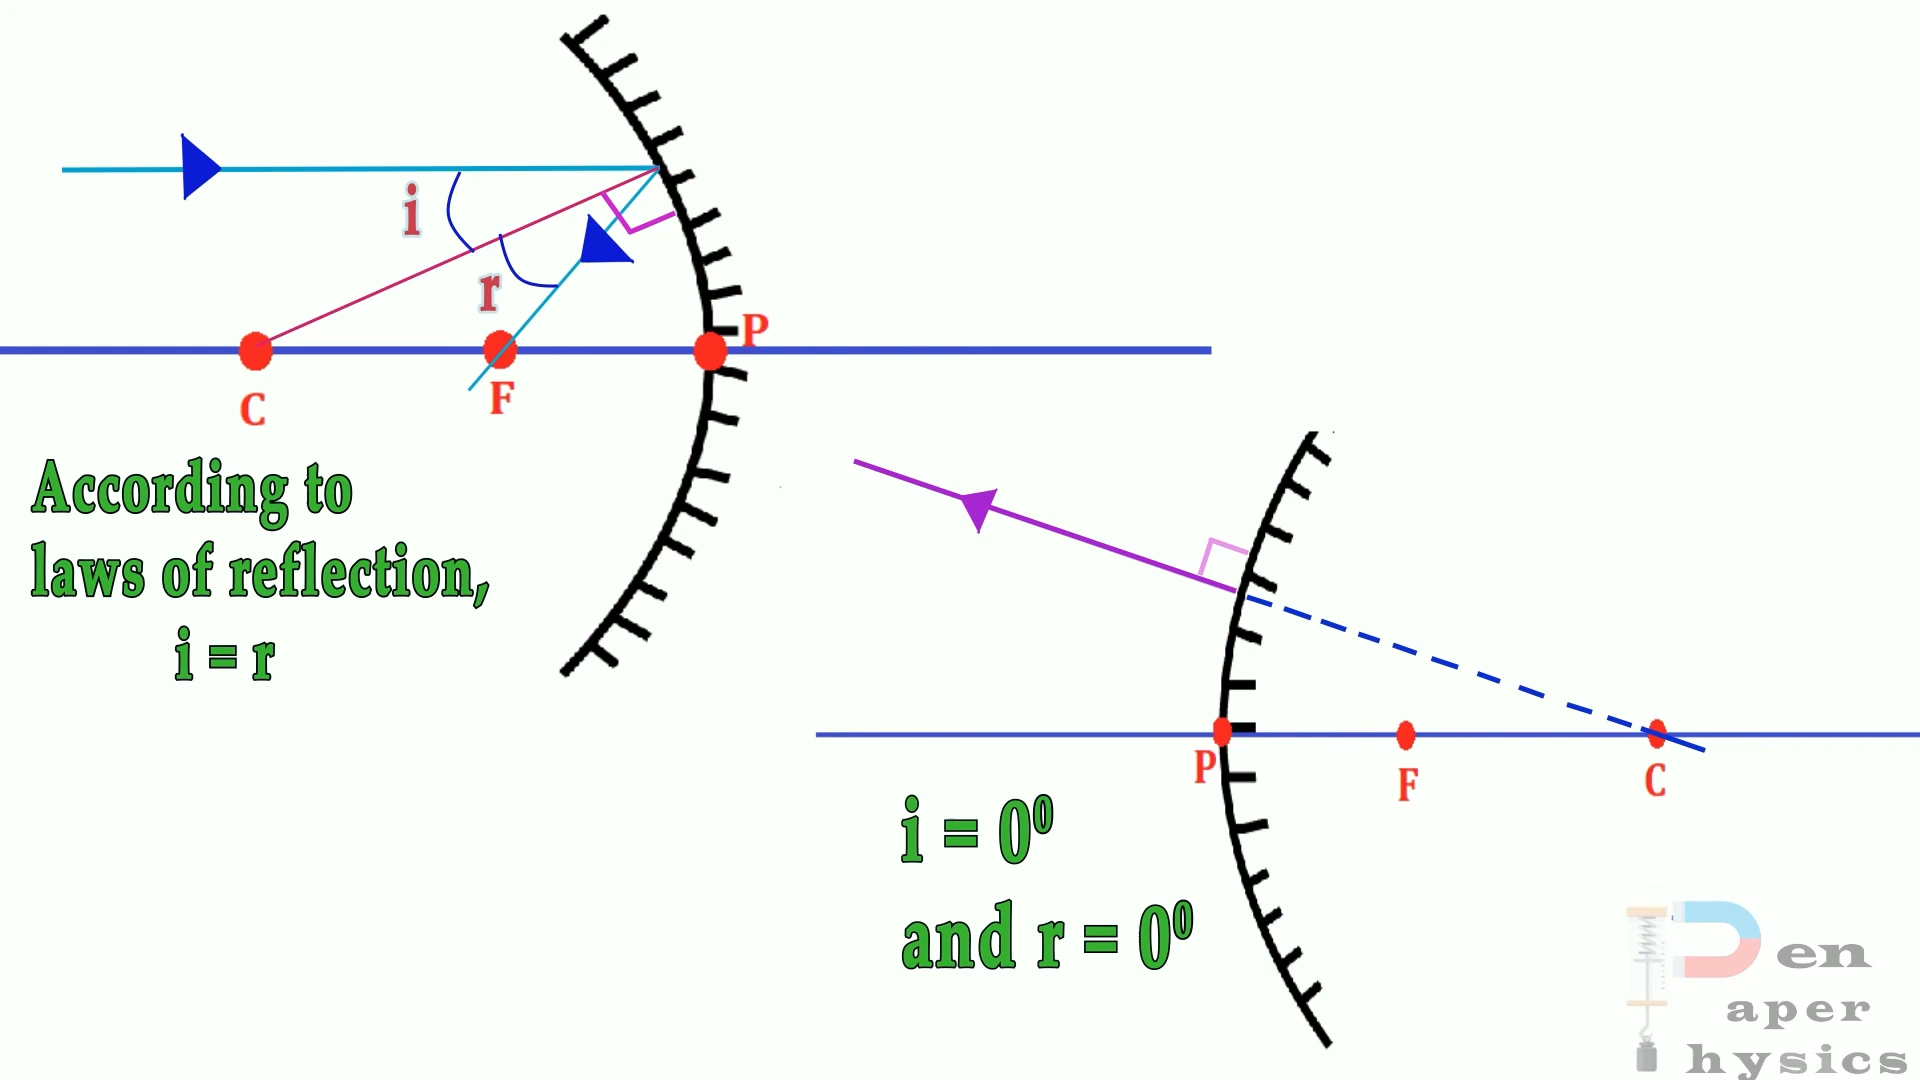 i
r
P
C
F
According to
laws of reflection,
i = r
P
F
C
i = 0⁰
and r = 0⁰
en
aper
hysics